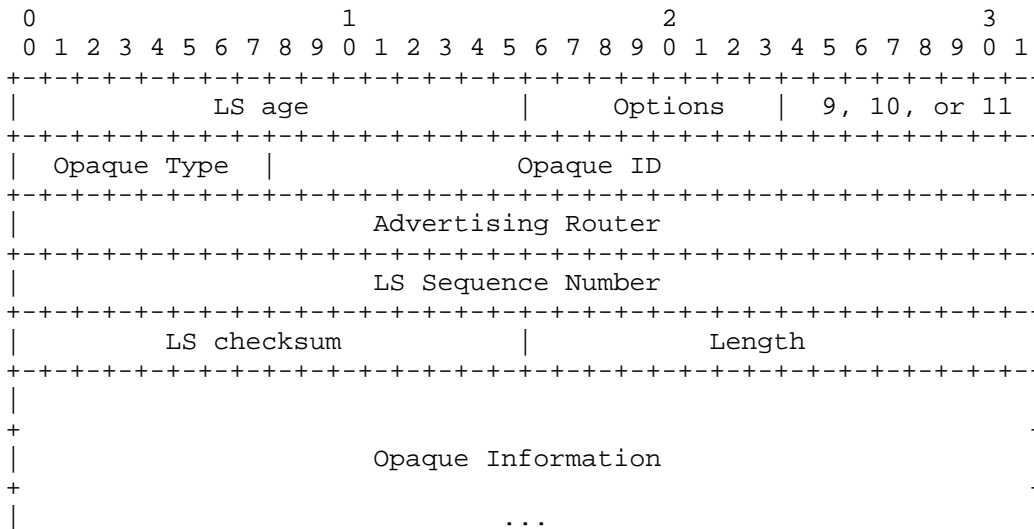 0 1 2 3
0 1 2 3 4 5 6 7 8 9 0 1 2 3 4 5 6 7 8 9 0 1 2 3 4 5 6 7 8 9 0 1
+-+-+-+-+-+-+-+-+-+-+-+-+-+-+-+-+-+-+-+-+-+-+-+-+-+-+-+-+-+-+-+-
| LS age | Options | 9, 10, or 11
+-+-+-+-+-+-+-+-+-+-+-+-+-+-+-+-+-+-+-+-+-+-+-+-+-+-+-+-+-+-+-+-
| Opaque Type | Opaque ID
+-+-+-+-+-+-+-+-+-+-+-+-+-+-+-+-+-+-+-+-+-+-+-+-+-+-+-+-+-+-+-+-
| Advertising Router
+-+-+-+-+-+-+-+-+-+-+-+-+-+-+-+-+-+-+-+-+-+-+-+-+-+-+-+-+-+-+-+-
| LS Sequence Number
+-+-+-+-+-+-+-+-+-+-+-+-+-+-+-+-+-+-+-+-+-+-+-+-+-+-+-+-+-+-+-+-
| LS checksum | Length
+-+-+-+-+-+-+-+-+-+-+-+-+-+-+-+-+-+-+-+-+-+-+-+-+-+-+-+-+-+-+-+-
|
+ -
| Opaque Information
+ -
| ...